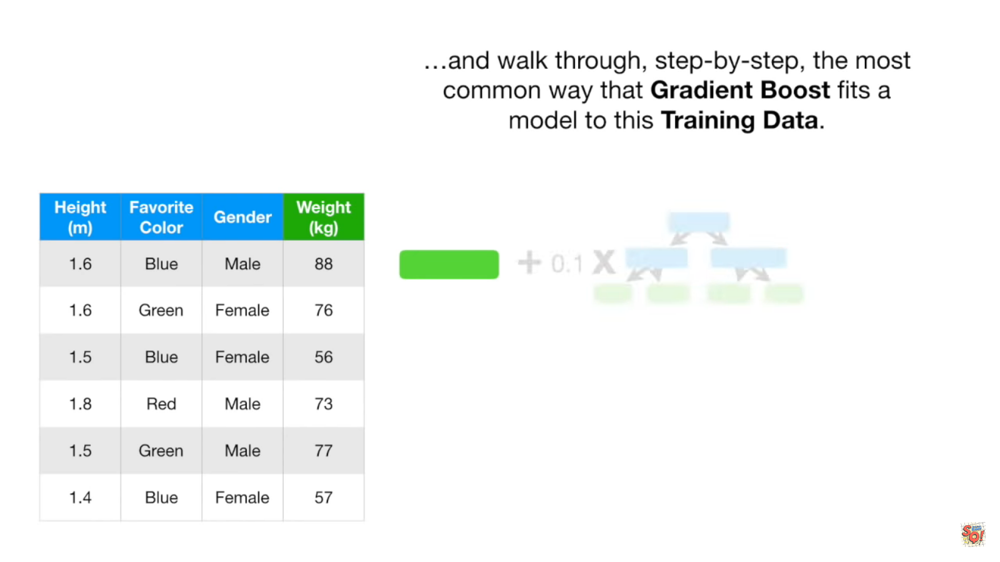 …and walk through, step-by-step, the most
common way that Gradient Boost fits a
model to this Training Data.
Height (m) Favorite Color Gender Weight (kg)
1.6 Blue Male 88
1.6 Green Female 76
1.5 Blue Female 56
1.8 Red Male 73
1.5 Green Male 77
1.4 Blue Female 57
+ 0.1 X
SQ!